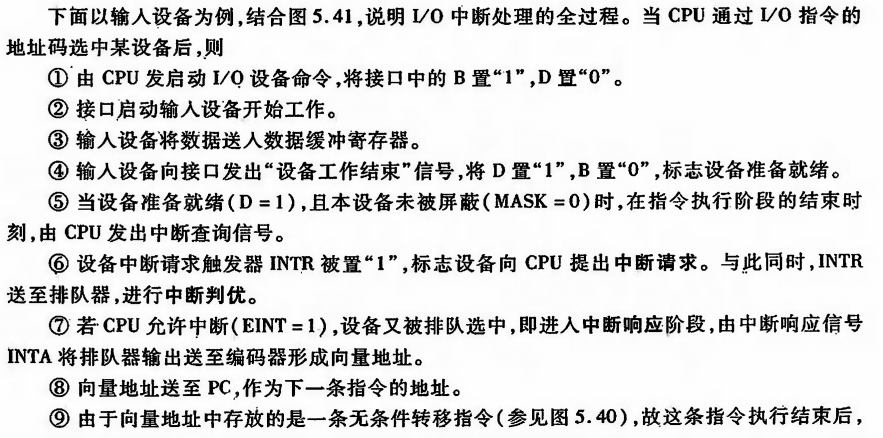 下面以输入设备为例,结合图 5.41,说明 I/O 中断处理的全过程。当 CPU 通过 I/O 指令的
地址码选中某设备后,则
① 由 CPU 发启动 I/O 设备命令,将接口中的 B 置“1”,D 置“0”。
② 接口启动输入设备开始工作。
③ 输入设备将数据送入数据缓冲寄存器。
④ 输入设备向接口发出“设备工作结束”信号,将 D 置“1”,B 置“0”,标志设备准备就绪。
⑤ 当设备准备就绪(D = 1),且本设备未被屏蔽(MASK = 0)时,在指令执行阶段的结束时
刻,由 CPU 发出中断查询信号。
⑥ 设备中断请求触发器 INTR 被置“1”,标志设备向 CPU 提出中断请求。与此同时,INTR
送至排队器,进行中断判优。
⑦ 若 CPU 允许中断(EINT = 1),设备又被排队选中,即进入中断响应阶段,由中断响应信号
INTA 将排队器输出送至编码器形成向量地址。
⑧ 向量地址送至 PC,作为下一条指令的地址。
⑨ 由于向量地址中存放的是一条无条件转移指令(参见图 5.40),故这条指令执行结束后,